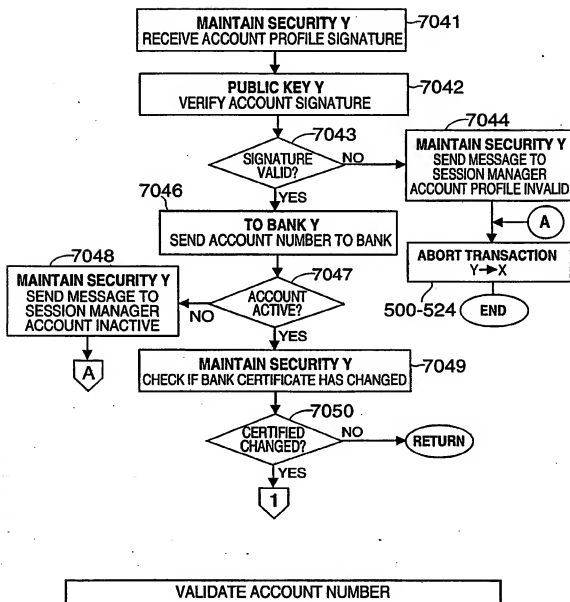 MAINTAIN SECURITY Y
RECEIVE ACCOUNT PROFILE SIGNATURE
7041
PUBLIC KEY Y
VERIFY ACCOUNT SIGNATURE
7042
7043
SIGNATURE
VALID?
NO
YES
7044
MAINTAIN SECURITY Y
SEND MESSAGE TO
SESSION MANAGER
ACCOUNT PROFILE INVALID
A
ABORT TRANSACTION
Y→X
500-524
END
7046
TO BANK Y
SEND ACCOUNT NUMBER TO BANK
7047
ACCOUNT
ACTIVE?
NO
YES
7048
MAINTAIN SECURITY Y
SEND MESSAGE TO
SESSION MANAGER
ACCOUNT INACTIVE
A
MAINTAIN SECURITY Y
CHECK IF BANK CERTIFICATE HAS CHANGED
7049
7050
CERTIFIED
CHANGED?
NO
RETURN
YES
1
VALIDATE ACCOUNT NUMBER